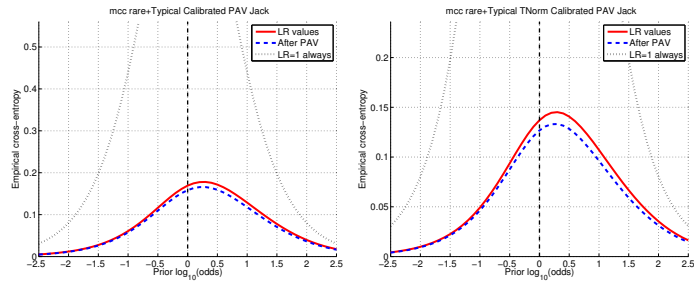 mcc rare+Typical Calibrated PAV Jack
LR values
After PAV
LR=1 always
Empirical cross-entropy
0.5
0.4
0.3
0.2
0.1
0
−2.5 −2 −1.5 −1 −0.5 0 0.5 1 1.5 2 2.5
Prior log10(odds)
mcc rare+Typical TNorm Calibrated PAV Jack
LR values
After PAV
LR=1 always
Empirical cross-entropy
0.15
0.1
0.05
0
−2.5 −2 −1.5 −1 −0.5 0 0.5 1 1.5 2 2.5
Prior log10(odds)